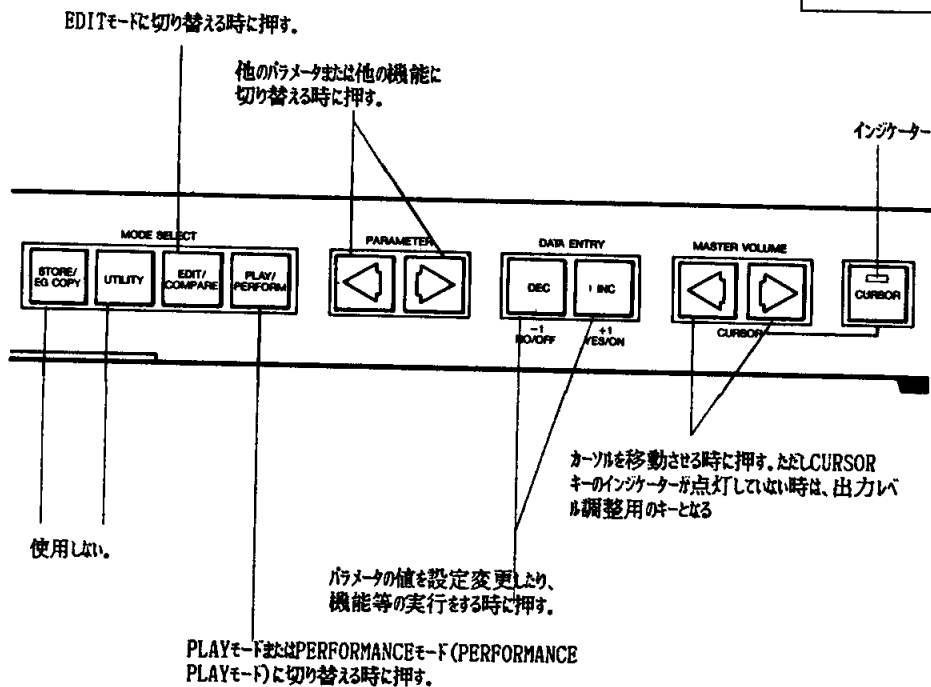 EDITモードに切り替える時に押す。
他のパラメータまたは他の機能に
切り替える時に押す。
インジケーター
MODE SELECT
PARAMETER
DATA ENTRY
MASTER VOLUME
STORE/
EG COPY
UTILITY
EDIT/
COMPARE
PLAY/
PERFORM
DEC
INC
CURSOR
−1
NO/OFF
+1
YES/ON
CURSOR
カーソルを移動させる時に押す。ただしCURSOR
キーのインジケーターが点灯していない時は、出力レベ
ル調整用のキーとなる
使用しない。
パラメータの値を設定変更したり、
機能等の実行をする時に押す。
PLAYモードまたはPERFORMANCEモード(PERFORMANCE
PLAYモード)に切り替える時に押す。